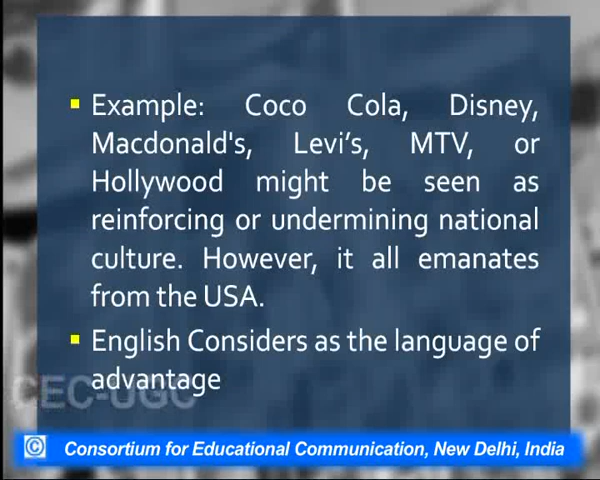 Example: Coco Cola, Disney,
Macdonald's, Levi's, MTV, or
Hollywood might be seen as
reinforcing or undermining national
culture. However, it all emanates
from the USA.
English Considers as the language of
advantage
CEC-UGC
© Consortium for Educational Communication, New Delhi, India